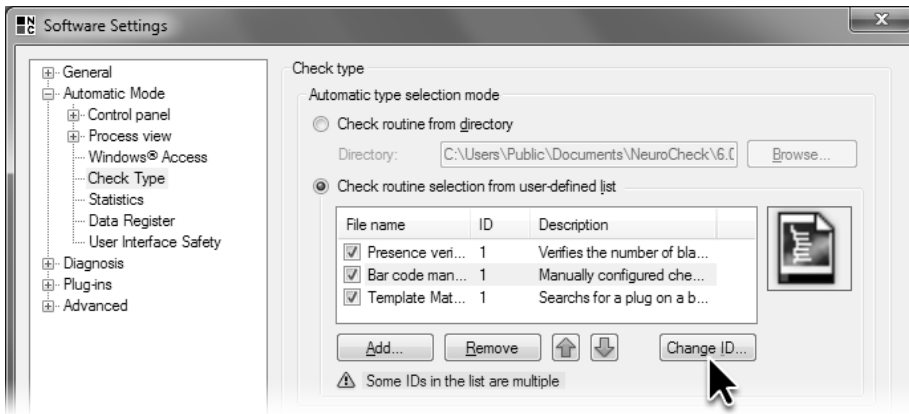 Software Settings
General
Automatic Mode
Control panel
Process view
Windows® Access
Check Type
Statistics
Data Register
User Interface Safety
Diagnosis
Plug-ins
Advanced
Check type
Automatic type selection mode
Check routine from directory
Directory: C:\Users\Public\Documents\NeuroCheck\6.0 Browse...
Check routine selection from user-defined list
File name ID Description
Presence veri... 1 Verifies the number of bla...
Bar code man... 1 Manually configured che...
Template Mat... 1 Searchs for a plug on a b...
Add... Remove Change ID...
Some IDs in the list are multiple